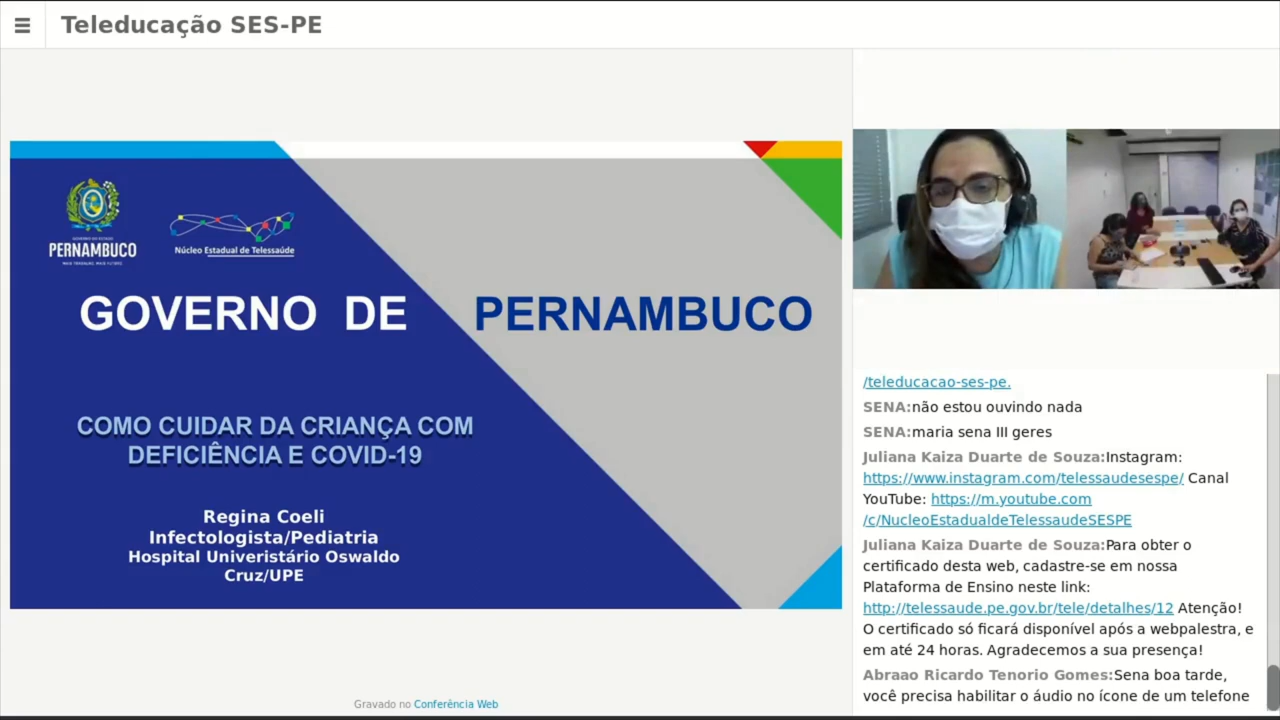 Teleducação SES-PE
PERNAMBUCO
Núcleo Estadual de Telessaúde
GOVERNO DE PERNAMBUCO
COMO CUIDAR DA CRIANÇA COM
DEFICIÊNCIA E COVID-19
Regina Coeli
Infectologista/Pediatria
Hospital Univeristário Oswaldo
Cruz/UPE
Gravado no Conferência Web
/teleducacao-ses-pe.
SENA:não estou ouvindo nada
SENA:maria sena III geres
Juliana Kaiza Duarte de Souza:Instagram:
https://www.instagram.com/telessaudesespe/ Canal
YouTube: https://m.youtube.com
/c/NucleoEstadualdeTelessaudeSESPE
Juliana Kaiza Duarte de Souza:Para obter o
certificado desta web, cadastre-se em nossa
Plataforma de Ensino neste link:
http://telessaude.pe.gov.br/tele/detalhes/12 Atenção!
O certificado só ficará disponível após a webpalestra, e
em até 24 horas. Agradecemos a sua presença!
Abraao Ricardo Tenorio Gomes:Sena boa tarde,
você precisa habilitar o áudio no ícone de um telefone